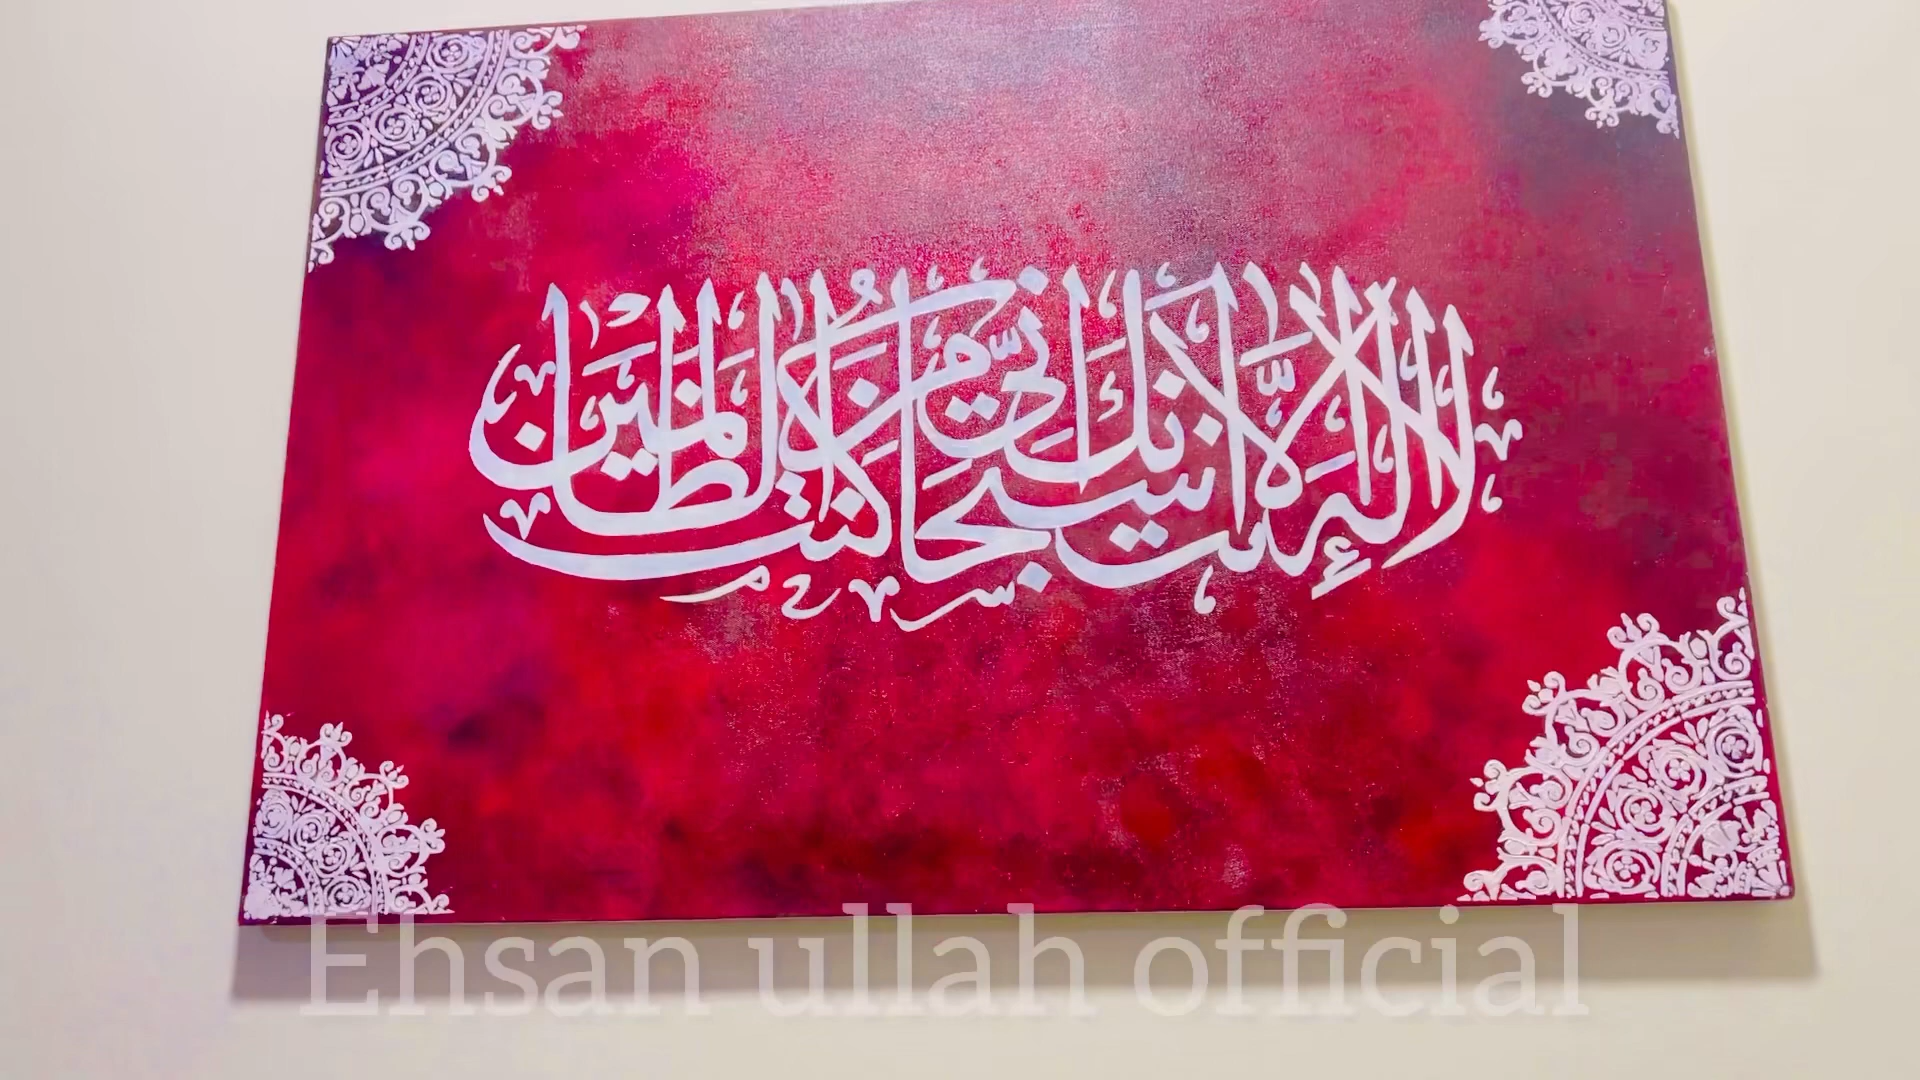 لا إله إلا أنت سبحانك إني كنت من الظالمين
Ehsan ullah official